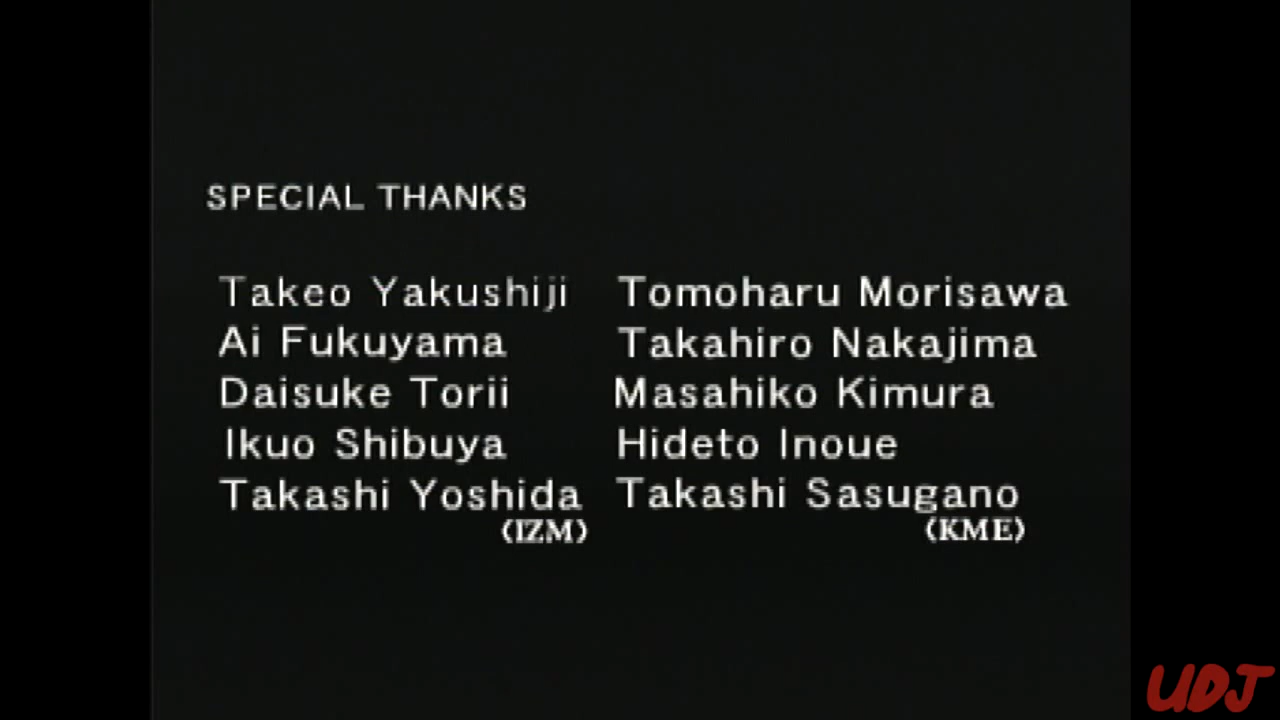 SPECIAL THANKS
Takeo Yakushiji Tomoharu Morisawa
Ai Fukuyama Takahiro Nakajima
Daisuke Torii Masahiko Kimura
Ikuo Shibuya Hideto Inoue
Takashi Yoshida Takashi Sasugano
(IZM) (KME)
UDJ